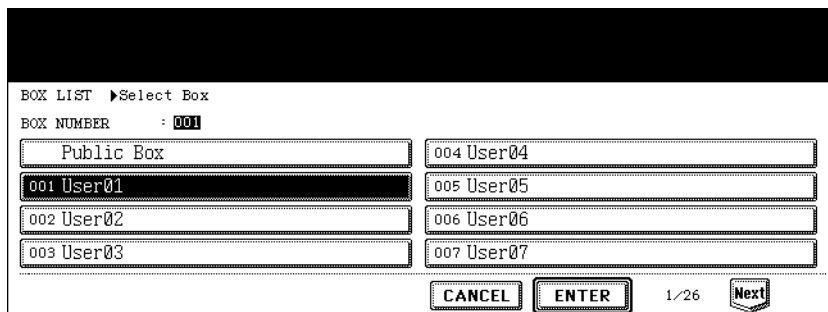 BOX LIST ▶Select Box
BOX NUMBER : 001
Public Box
001 User01
002 User02
003 User03
004 User04
005 User05
006 User06
007 User07
CANCEL ENTER 1/26 Next